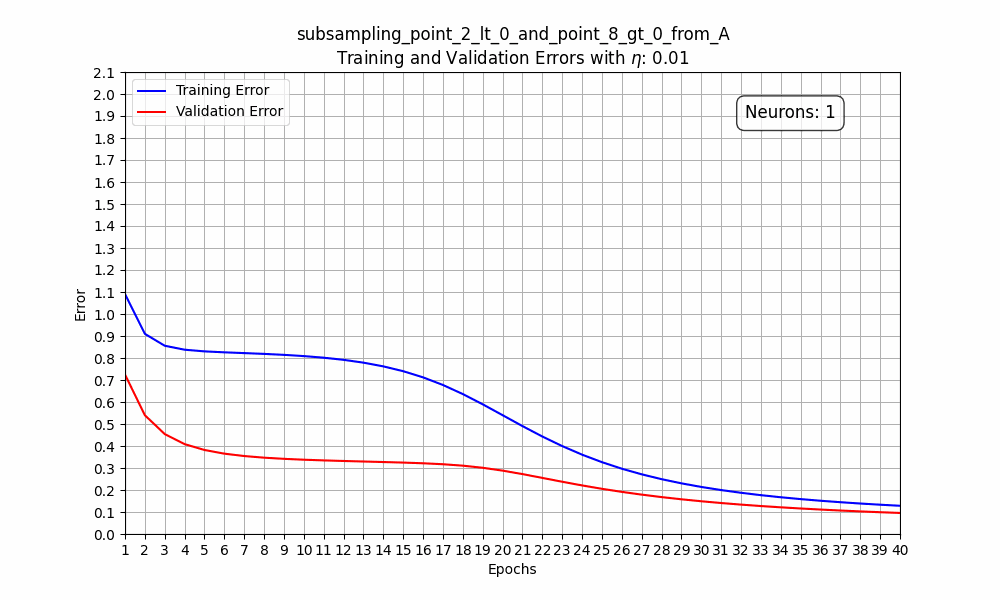 subsampling_point_2_lt_0_and_point_8_gt_0_from_A
Training and Validation Errors with η: 0.01
Training Error
Validation Error
Neurons: 1
Error
2.1
2.0
1.9
1.8
1.7
1.6
1.5
1.4
1.3
1.2
1.1
1.0
0.9
0.8
0.7
0.6
0.5
0.4
0.3
0.2
0.1
0.0
1 2 3 4 5 6 7 8 9 10 11 12 13 14 15 16 17 18 19 20 21 22 23 24 25 26 27 28 29 30 31 32 33 34 35 36 37 38 39 40
Epochs